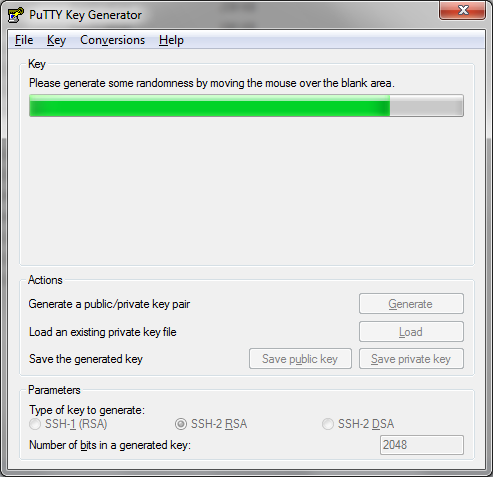 PuTTY Key Generator
File Key Conversions Help
Key
Please generate some randomness by moving the mouse over the blank area.
Actions
Generate a public/private key pair Generate
Load an existing private key file Load
Save the generated key Save public key Save private key
Parameters
Type of key to generate:
SSH-1 (RSA) SSH-2 RSA SSH-2 DSA
Number of bits in a generated key: 2048